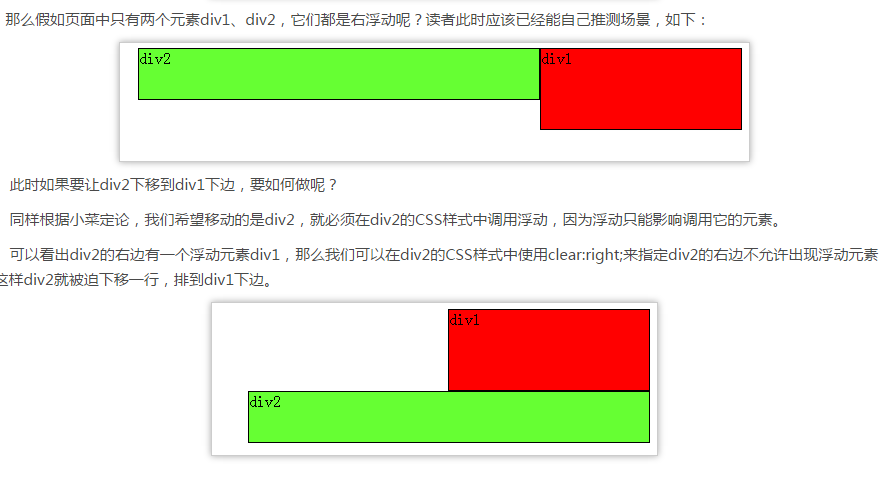 那么假如页面中只有两个元素div1、div2，它们都是右浮动呢？读者此时应该已经能自己推测场景，如下：
div2 div1
此时如果要让div2下移到div1下边，要如何做呢？
同样根据小菜定论，我们希望移动的是div2，就必须在div2的CSS样式中调用浮动，因为浮动只能影响调用它的元素。
可以看出div2的右边有一个浮动元素div1，那么我们可以在div2的CSS样式中使用clear:right;来指定div2的右边不允许出现浮动元素
这样div2就被迫下移一行，排到div1下边。
div1
div2